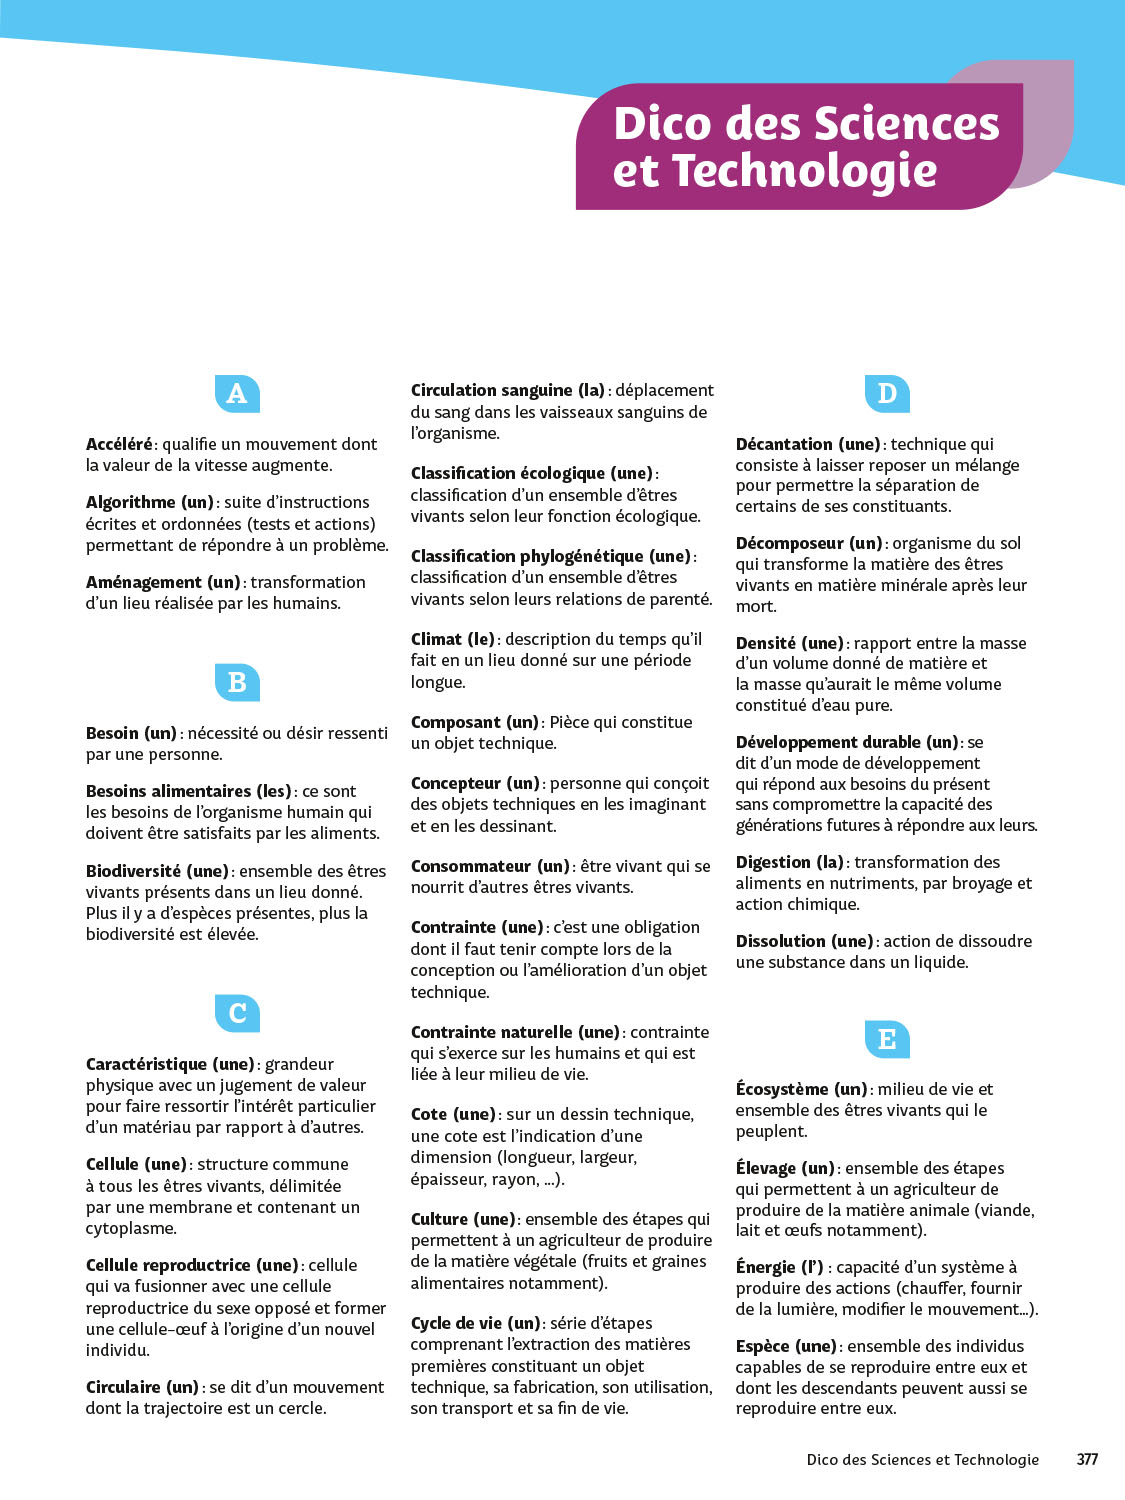 Dico des Sciences
et Technologie
A
Accéléré : qualifie un mouvement dont
la valeur de la vitesse augmente.
Algorithme (un) : suite d’instructions
écrites et ordonnées (tests et actions)
permettant de répondre à un problème.
Aménagement (un) : transformation
d’un lieu réalisée par les humains.
B
Besoin (un) : nécessité ou désir ressenti
par une personne.
Besoins alimentaires (les) : ce sont
les besoins de l’organisme humain qui
doivent être satisfaits par les aliments.
Biodiversité (une) : ensemble des êtres
vivants présents dans un lieu donné.
Plus il y a d’espèces présentes, plus la
biodiversité est élevée.
C
Caractéristique (une) : grandeur
physique avec un jugement de valeur
pour faire ressortir l’intérêt particulier
d’un matériau par rapport à d’autres.
Cellule (une) : structure commune
à tous les êtres vivants, délimitée
par une membrane et contenant un
cytoplasme.
Cellule reproductrice (une) : cellule
qui va fusionner avec une cellule
reproductrice du sexe opposé et former
une cellule-œuf à l’origine d’un nouvel
individu.
Circulaire (un) : se dit d’un mouvement
dont la trajectoire est un cercle.
Circulation sanguine (la) : déplacement
du sang dans les vaisseaux sanguins de
l’organisme.
Classification écologique (une) :
classification d’un ensemble d’êtres
vivants selon leur fonction écologique.
Classification phylogénétique (une) :
classification d’un ensemble d’êtres
vivants selon leurs relations de parenté.
Climat (le) : description du temps qu’il
fait en un lieu donné sur une période
longue.
Composant (un) : Pièce qui constitue
un objet technique.
Concepteur (un) : personne qui conçoit
des objets techniques en les imaginant
et en les dessinant.
Consommateur (un) : être vivant qui se
nourrit d’autres êtres vivants.
Contrainte (une) : c’est une obligation
dont il faut tenir compte lors de la
conception ou l’amélioration d’un objet
technique.
Contrainte naturelle (une) : contrainte
qui s’exerce sur les humains et qui est
liée à leur milieu de vie.
Cote (une) : sur un dessin technique,
une cote est l’indication d’une
dimension (longueur, largeur,
épaisseur, rayon, ...).
Culture (une) : ensemble des étapes qui
permettent à un agriculteur de produire
de la matière végétale (fruits et graines
alimentaires notamment).
Cycle de vie (un) : série d’étapes
comprenant l’extraction des matières
premières constituant un objet
technique, sa fabrication, son utilisation,
son transport et sa fin de vie.
D
Décantation (une) : technique qui
consiste à laisser reposer un mélange
pour permettre la séparation de
certains de ses constituants.
Décomposeur (un) : organisme du sol
qui transforme la matière des êtres
vivants en matière minérale après leur
mort.
Densité (une) : rapport entre la masse
d’un volume donné de matière et
la masse qu’aurait le même volume
constitué d’eau pure.
Développement durable (un) : se
dit d’un mode de développement
qui répond aux besoins du présent
sans compromettre la capacité des
générations futures à répondre aux leurs.
Digestion (la) : transformation des
aliments en nutriments, par broyage et
action chimique.
Dissolution (une) : action de dissoudre
une substance dans un liquide.
E
Écosystème (un) : milieu de vie et
ensemble des êtres vivants qui le
peuplent.
Élevage (un) : ensemble des étapes
qui permettent à un agriculteur de
produire de la matière animale (viande,
lait et œufs notamment).
Énergie (l’) : capacité d’un système à
produire des actions (chauffer, fournir
de la lumière, modifier le mouvement...).
Espèce (une) : ensemble des individus
capables de se reproduire entre eux et
dont les descendants peuvent aussi se
reproduire entre eux.
Dico des Sciences et Technologie 377